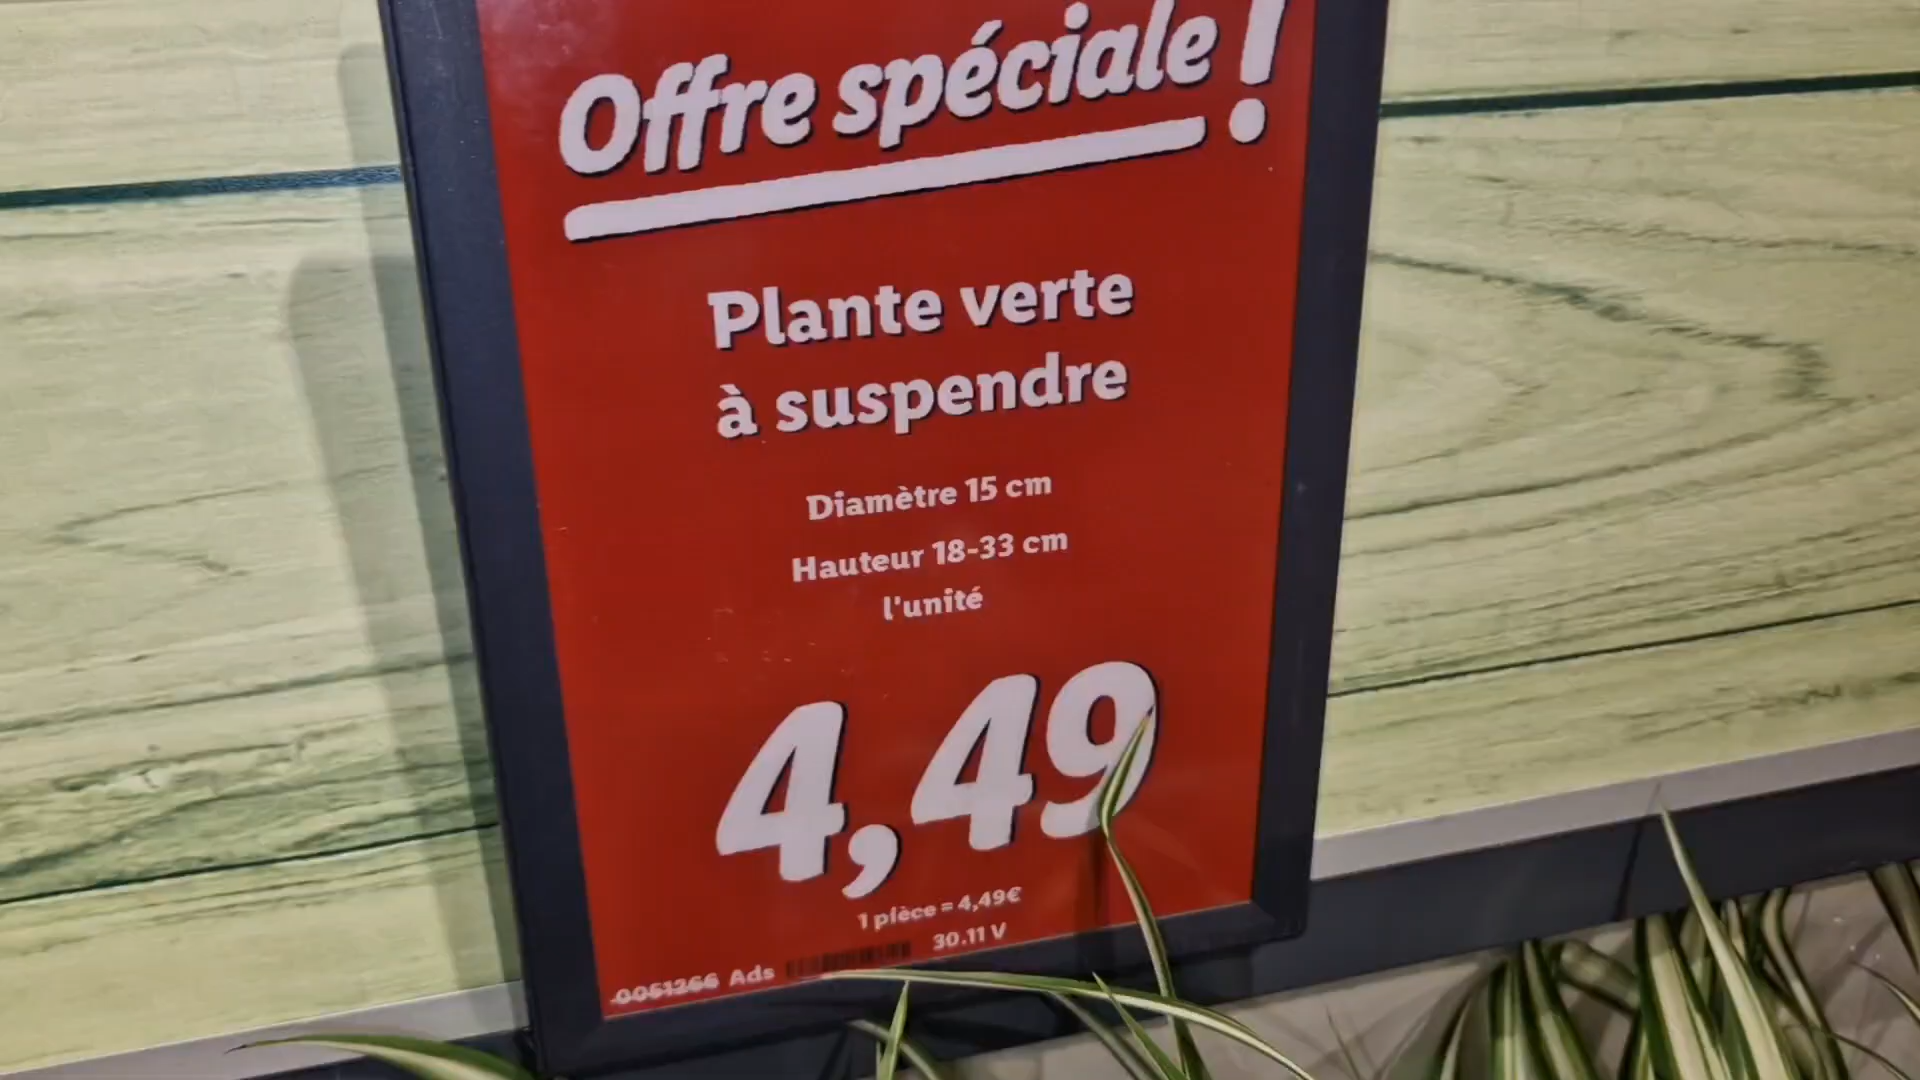 Offre spéciale !
Plante verte
à suspendre
Diamètre 15 cm
Hauteur 18-33 cm
l'unité
4,49
1 pièce = 4,49€
30.11 V
0051266 Ads